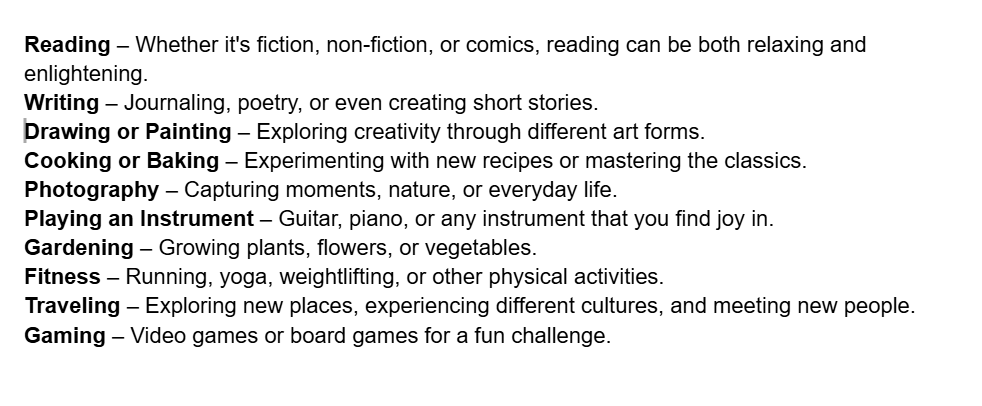 Reading – Whether it's fiction, non-fiction, or comics, reading can be both relaxing and
enlightening.
Writing – Journaling, poetry, or even creating short stories.
Drawing or Painting – Exploring creativity through different art forms.
Cooking or Baking – Experimenting with new recipes or mastering the classics.
Photography – Capturing moments, nature, or everyday life.
Playing an Instrument – Guitar, piano, or any instrument that you find joy in.
Gardening – Growing plants, flowers, or vegetables.
Fitness – Running, yoga, weightlifting, or other physical activities.
Traveling – Exploring new places, experiencing different cultures, and meeting new people.
Gaming – Video games or board games for a fun challenge.